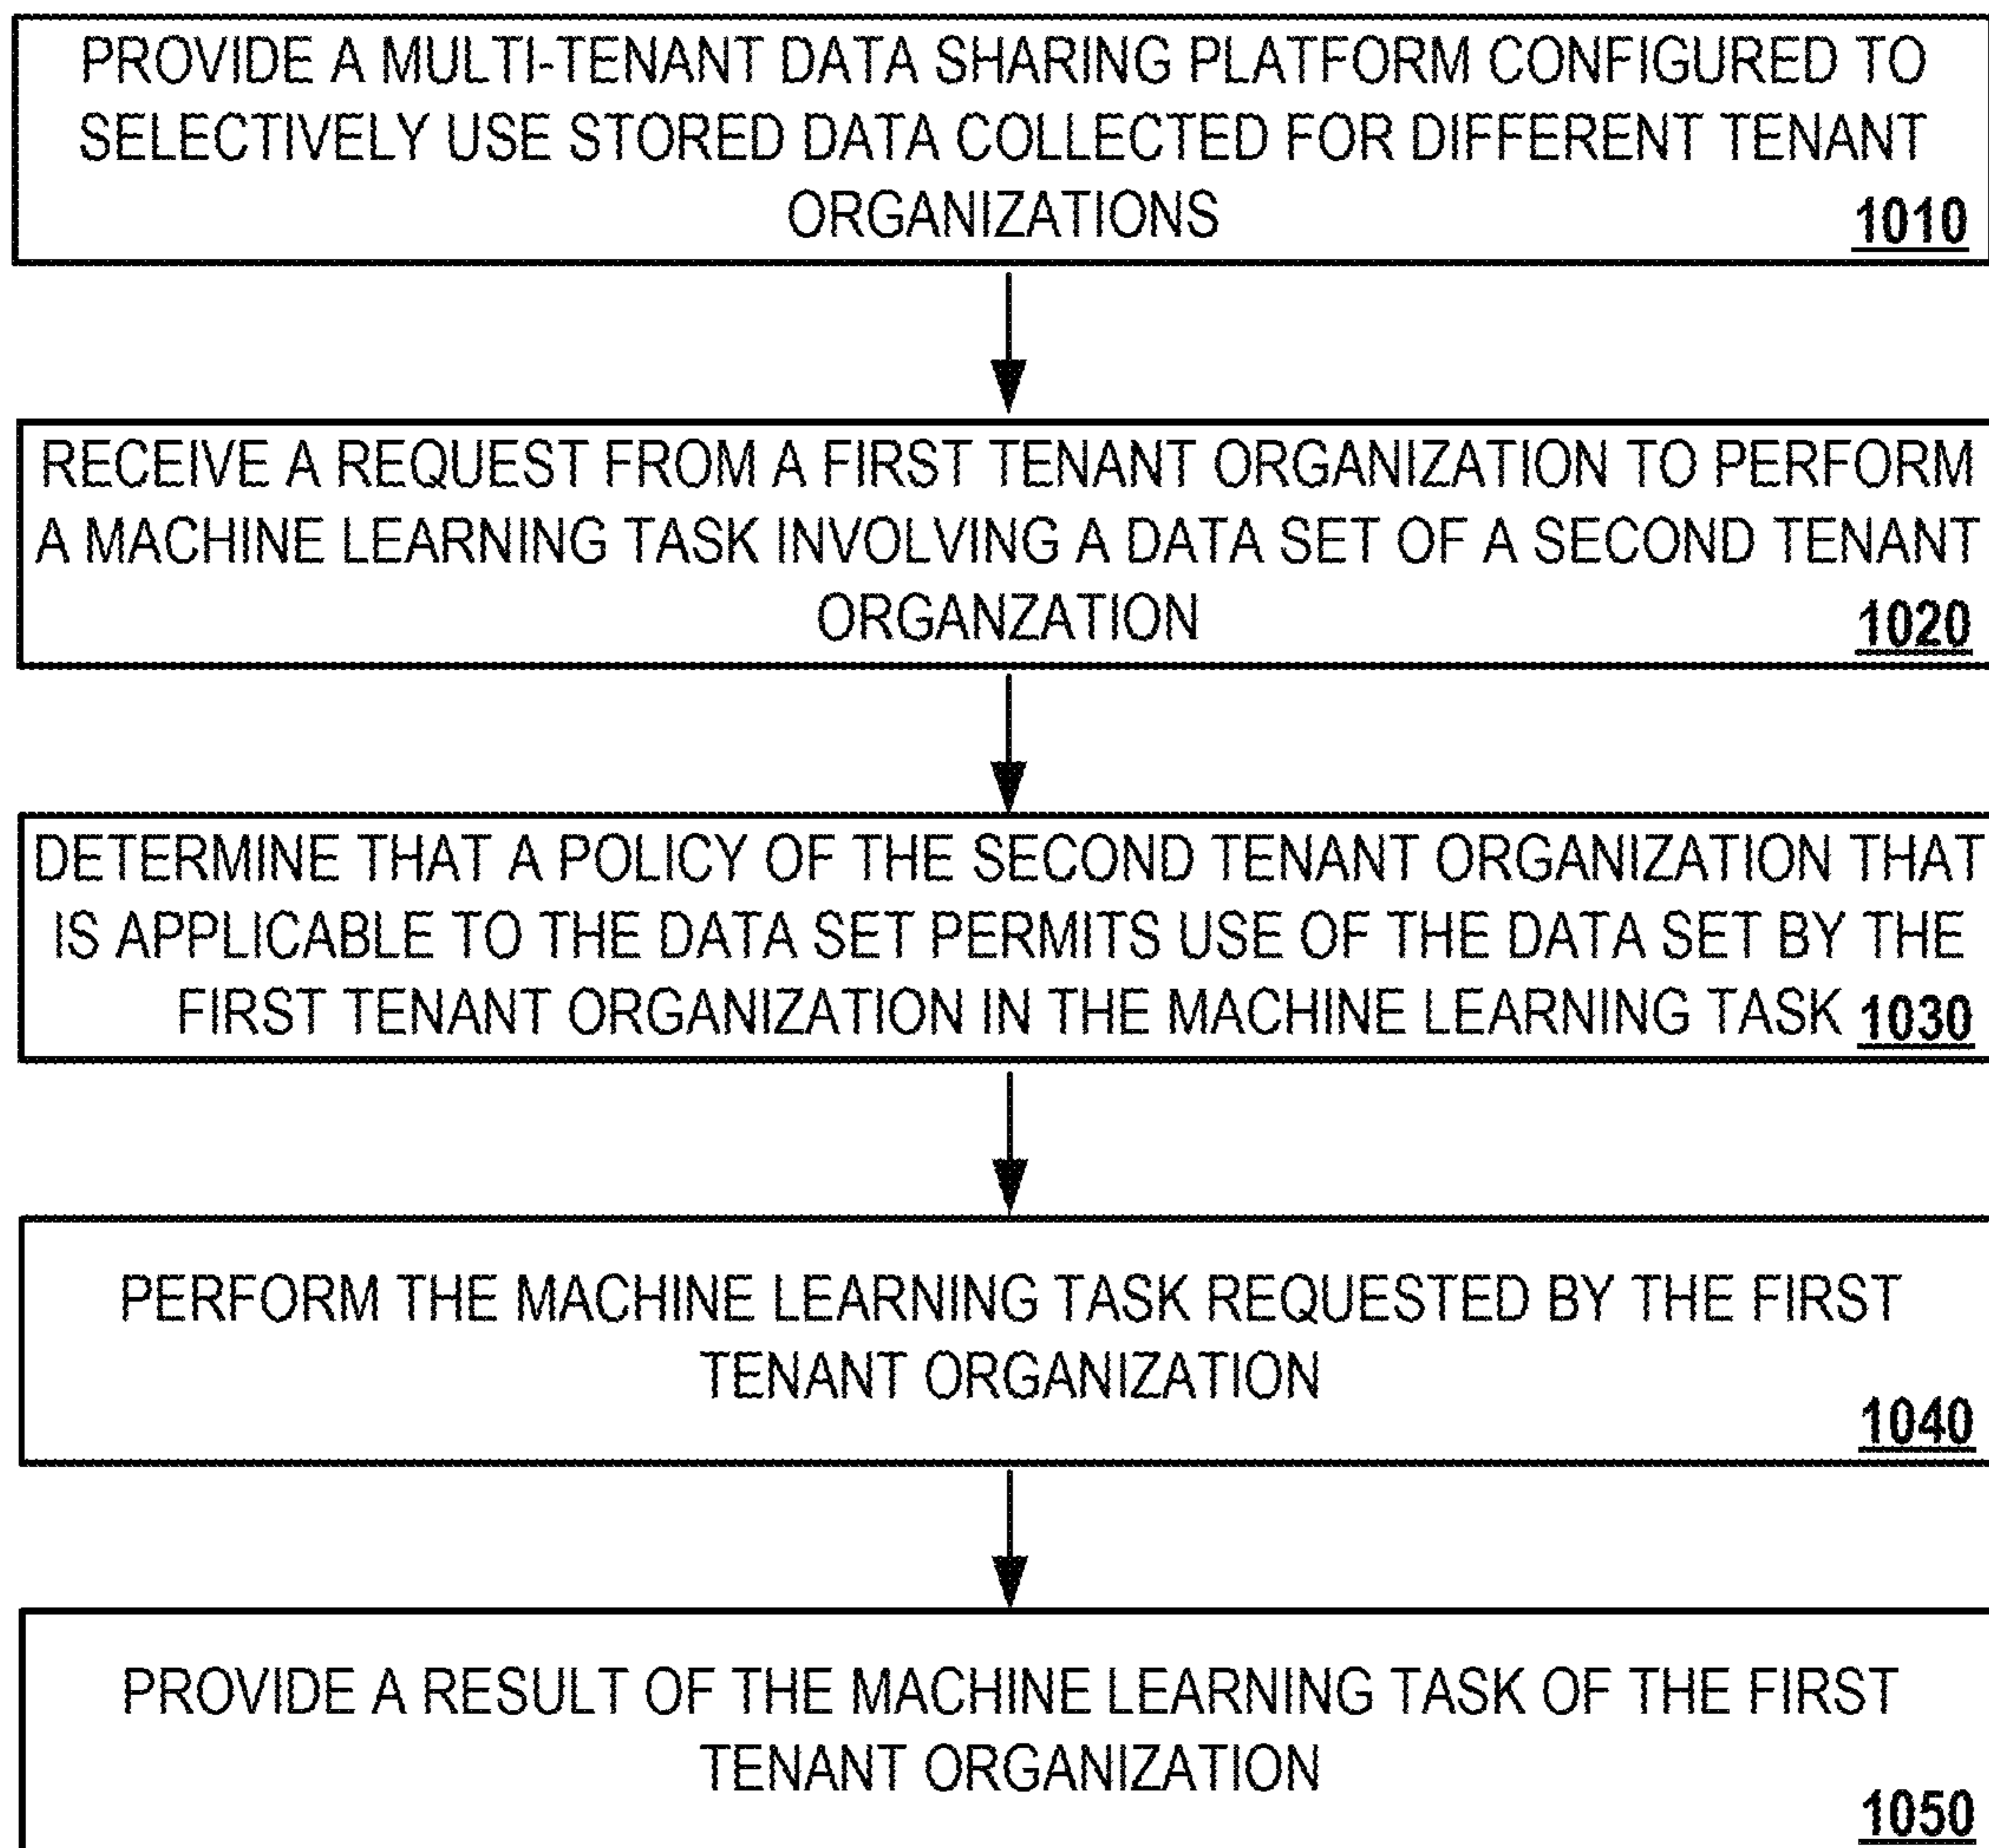 PROVIDE A MULTI-TENANT DATA SHARING PLATFORM CONFIGURED TO
SELECTIVELY USE STORED DATA COLLECTED FOR DIFFERENT TENANT
ORGANIZATIONS
1010
RECEIVE A REQUEST FROM A FIRST TENANT ORGANIZATION TO PERFORM
A MACHINE LEARNING TASK INVOLVING A DATA SET OF A SECOND TENANT
ORGANZATION
1020
DETERMINE THAT A POLICY OF THE SECOND TENANT ORGANIZATION THAT
IS APPLICABLE TO THE DATA SET PERMITS USE OF THE DATA SET BY THE
FIRST TENANT ORGANIZATION IN THE MACHINE LEARNING TASK 1030
PERFORM THE MACHINE LEARNING TASK REQUESTED BY THE FIRST
TENANT ORGANIZATION
1040
PROVIDE A RESULT OF THE MACHINE LEARNING TASK OF THE FIRST
TENANT ORGANIZATION
1050